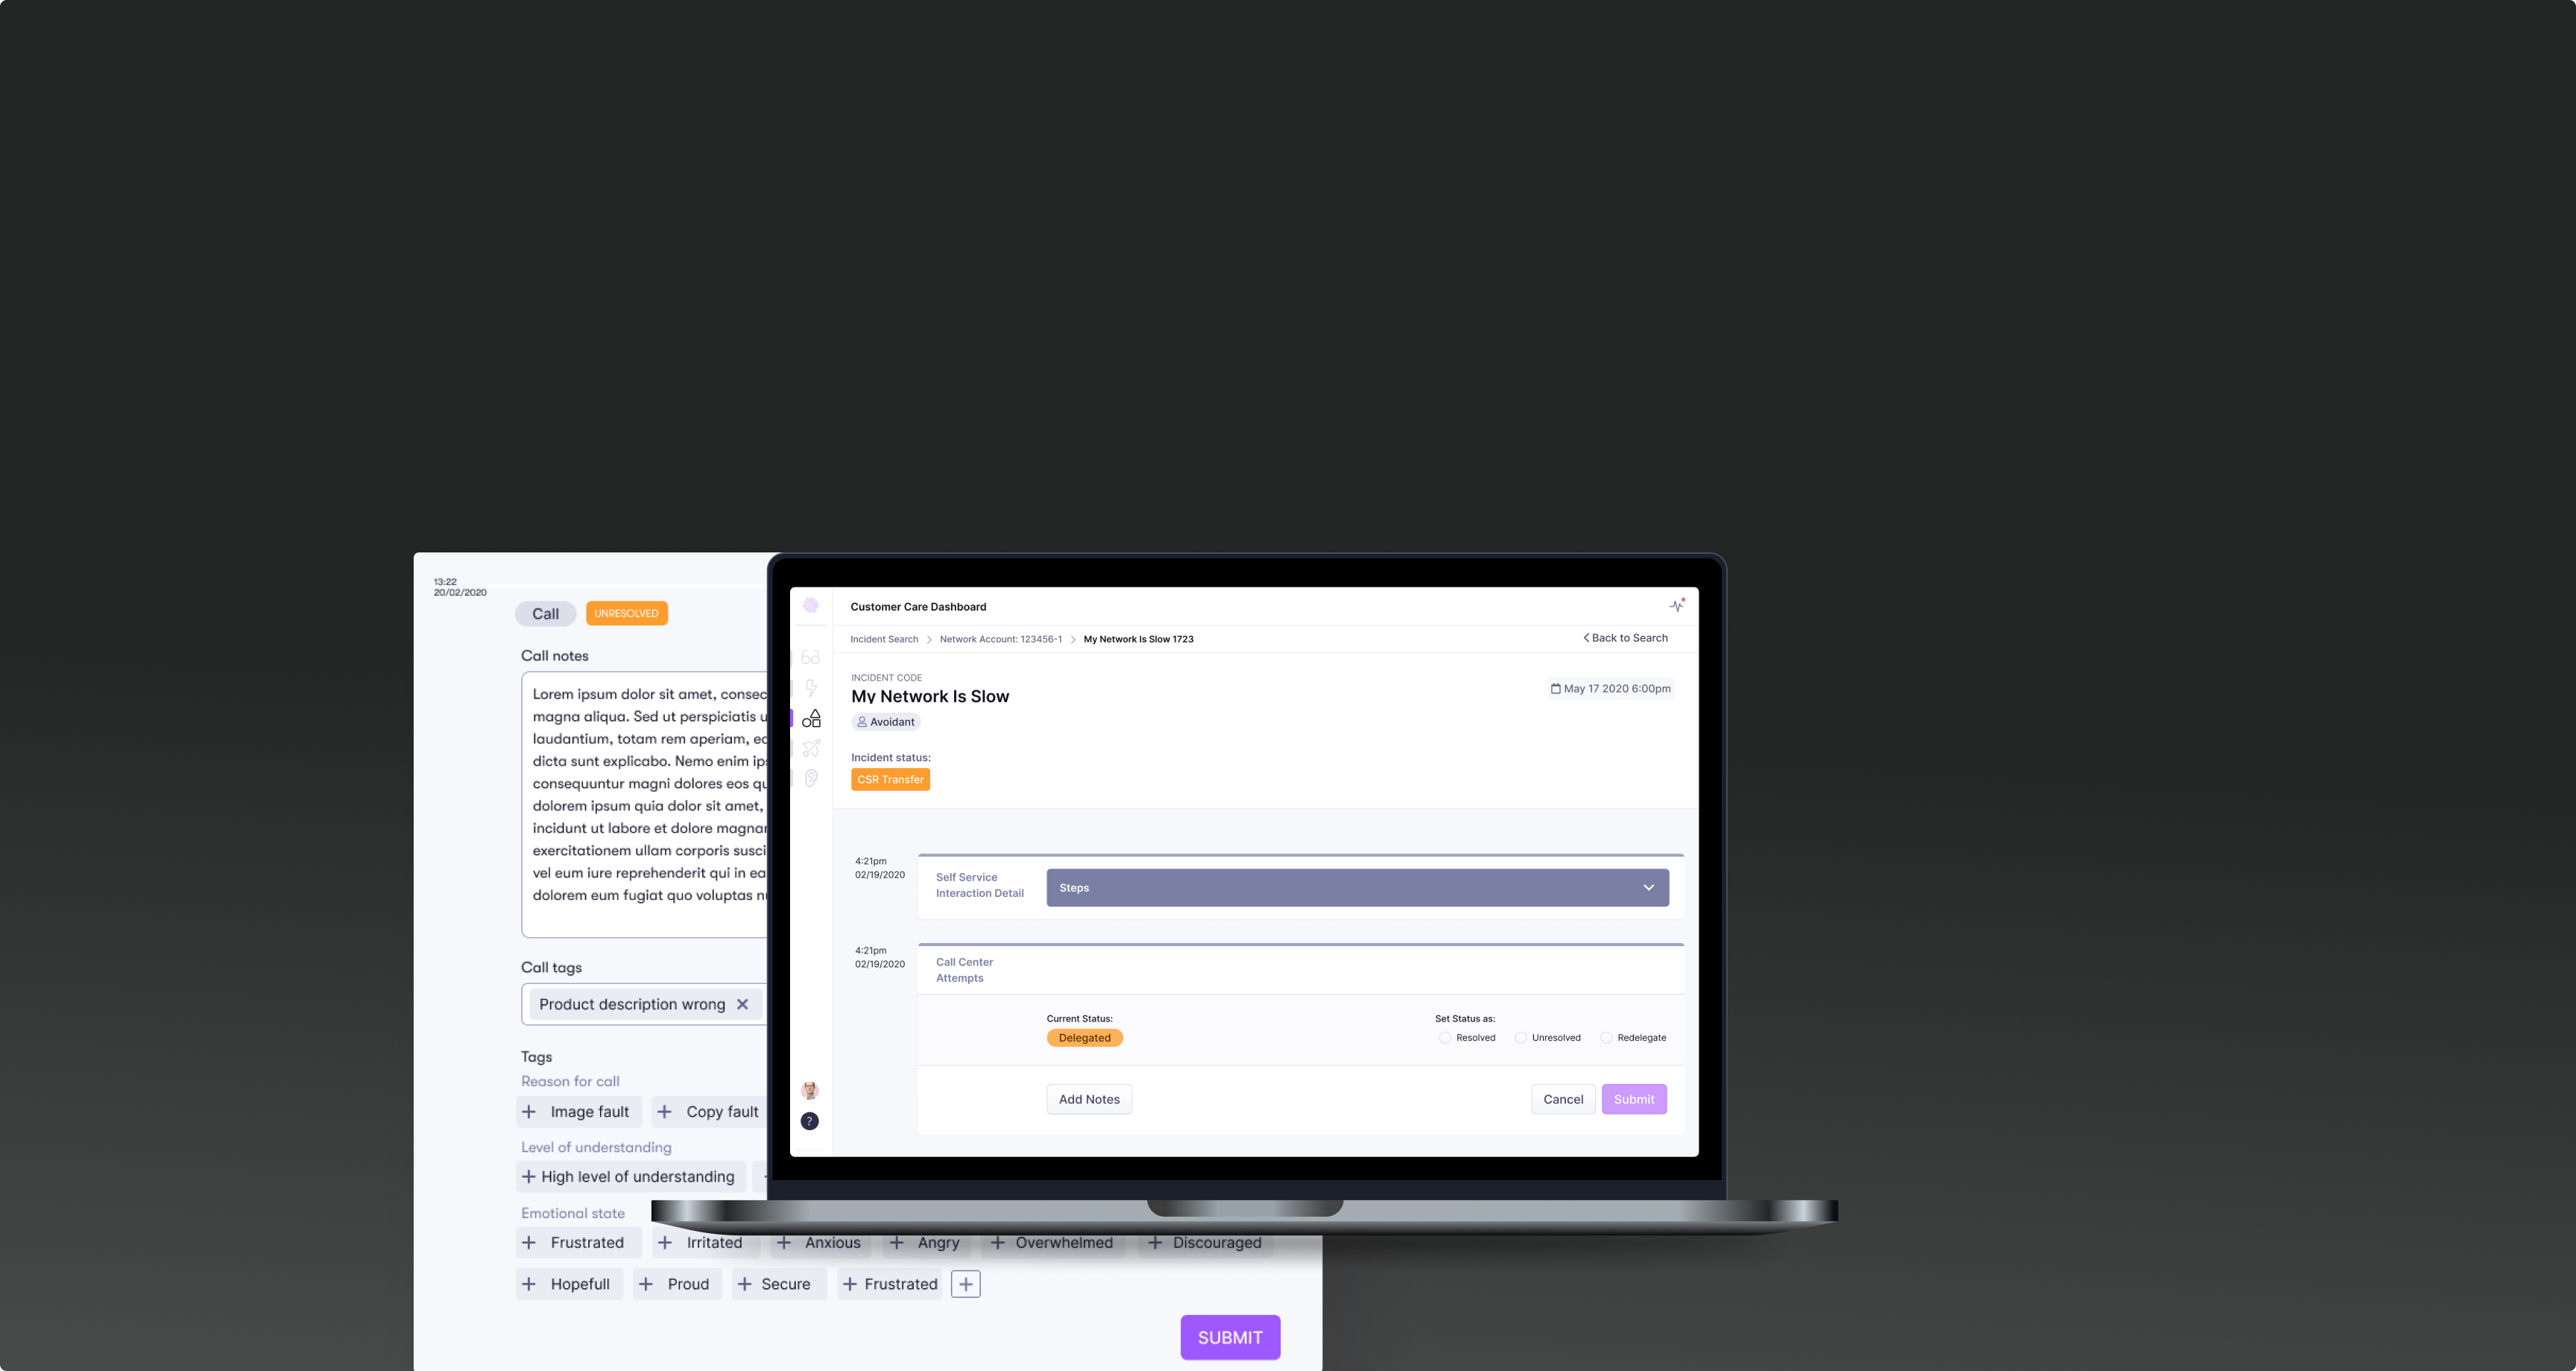 13:22
20/02/2020
Call
UNRESOLVED
Call notes
Lorem ipsum dolor sit amet, consec
magna aliqua. Sed ut perspiciatis u
laudantium, totam rem aperiam, ea
dicta sunt explicabo. Nemo enim ips
consequuntur magni dolores eos qu
dolorem ipsum quia dolor sit amet,
incidunt ut labore et dolore magnar
exercitationem ullam corporis susci
vel eum iure reprehenderit qui in ea
dolorem eum fugiat quo voluptas nu
Call tags
Product description wrong
Tags
Reason for call
+ Image fault
+ Copy fault
Level of understanding
+ High level of understanding
Emotional state
+ Frustrated
+ Irritated
+ Anxious
+ Angry
+ Overwhelmed
+ Discouraged
+ Hopefull
+ Proud
+ Secure
+ Frustrated
+
SUBMIT
Customer Care Dashboard
Incident Search > Network Account: 123456-1 > My Network Is Slow 1723
Back to Search
INCIDENT CODE
My Network Is Slow
May 17 2020 6:00pm
Avoidant
Incident status:
CSR Transfer
4:21pm
02/19/2020
Self Service
Interaction Detail
Steps
4:21pm
02/19/2020
Call Center
Attempts
Current Status:
Delegated
Set Status as:
Resolved
Unresolved
Redelegate
Add Notes
Cancel
Submit
?